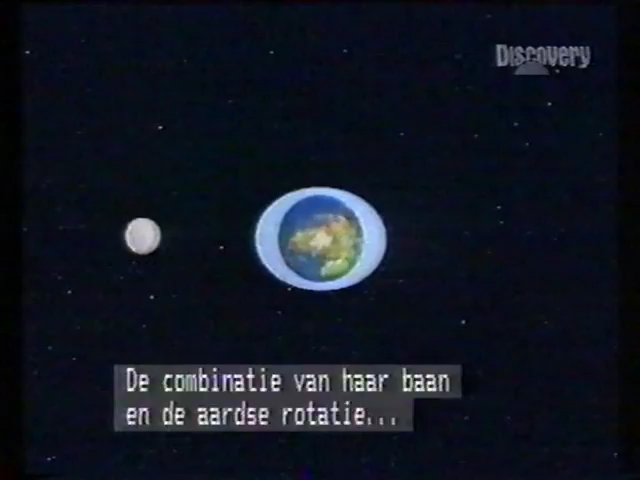 Discovery
De combinatie van haar baan
en de aardse rotatie...